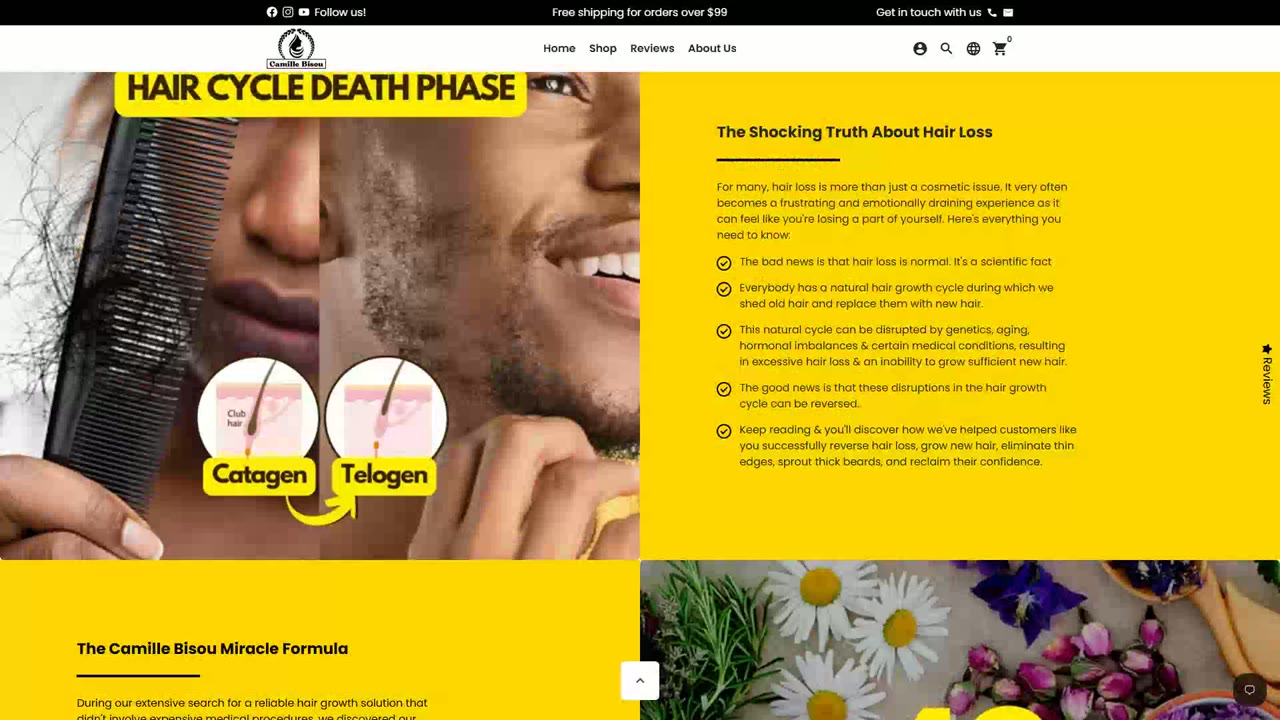 Follow us!
Free shipping for orders over $99
Get in touch with us
Camille Bisou
Home
Shop
Reviews
About Us
0
HAIR CYCLE DEATH PHASE
Club
hair
Catagen
Telogen
The Shocking Truth About Hair Loss
For many, hair loss is more than just a cosmetic issue. It very often
becomes a frustrating and emotionally draining experience as it
can feel like you're losing a part of yourself. Here's everything you
need to know:
The bad news is that hair loss is normal. It's a scientific fact
Everybody has a natural hair growth cycle during which we
shed old hair and replace them with new hair.
This natural cycle can be disrupted by genetics, aging,
hormonal imbalances & certain medical conditions, resulting
in excessive hair loss & an inability to grow sufficient new hair.
The good news is that these disruptions in the hair growth
cycle can be reversed.
Keep reading & you'll discover how we've helped customers like
you successfully reverse hair loss, grow new hair, eliminate thin
edges, sprout thick beards, and reclaim their confidence.
Reviews
The Camille Bisou Miracle Formula
During our extensive search for a reliable hair growth solution that
didn't involve expensive medical procedures, we discovered our